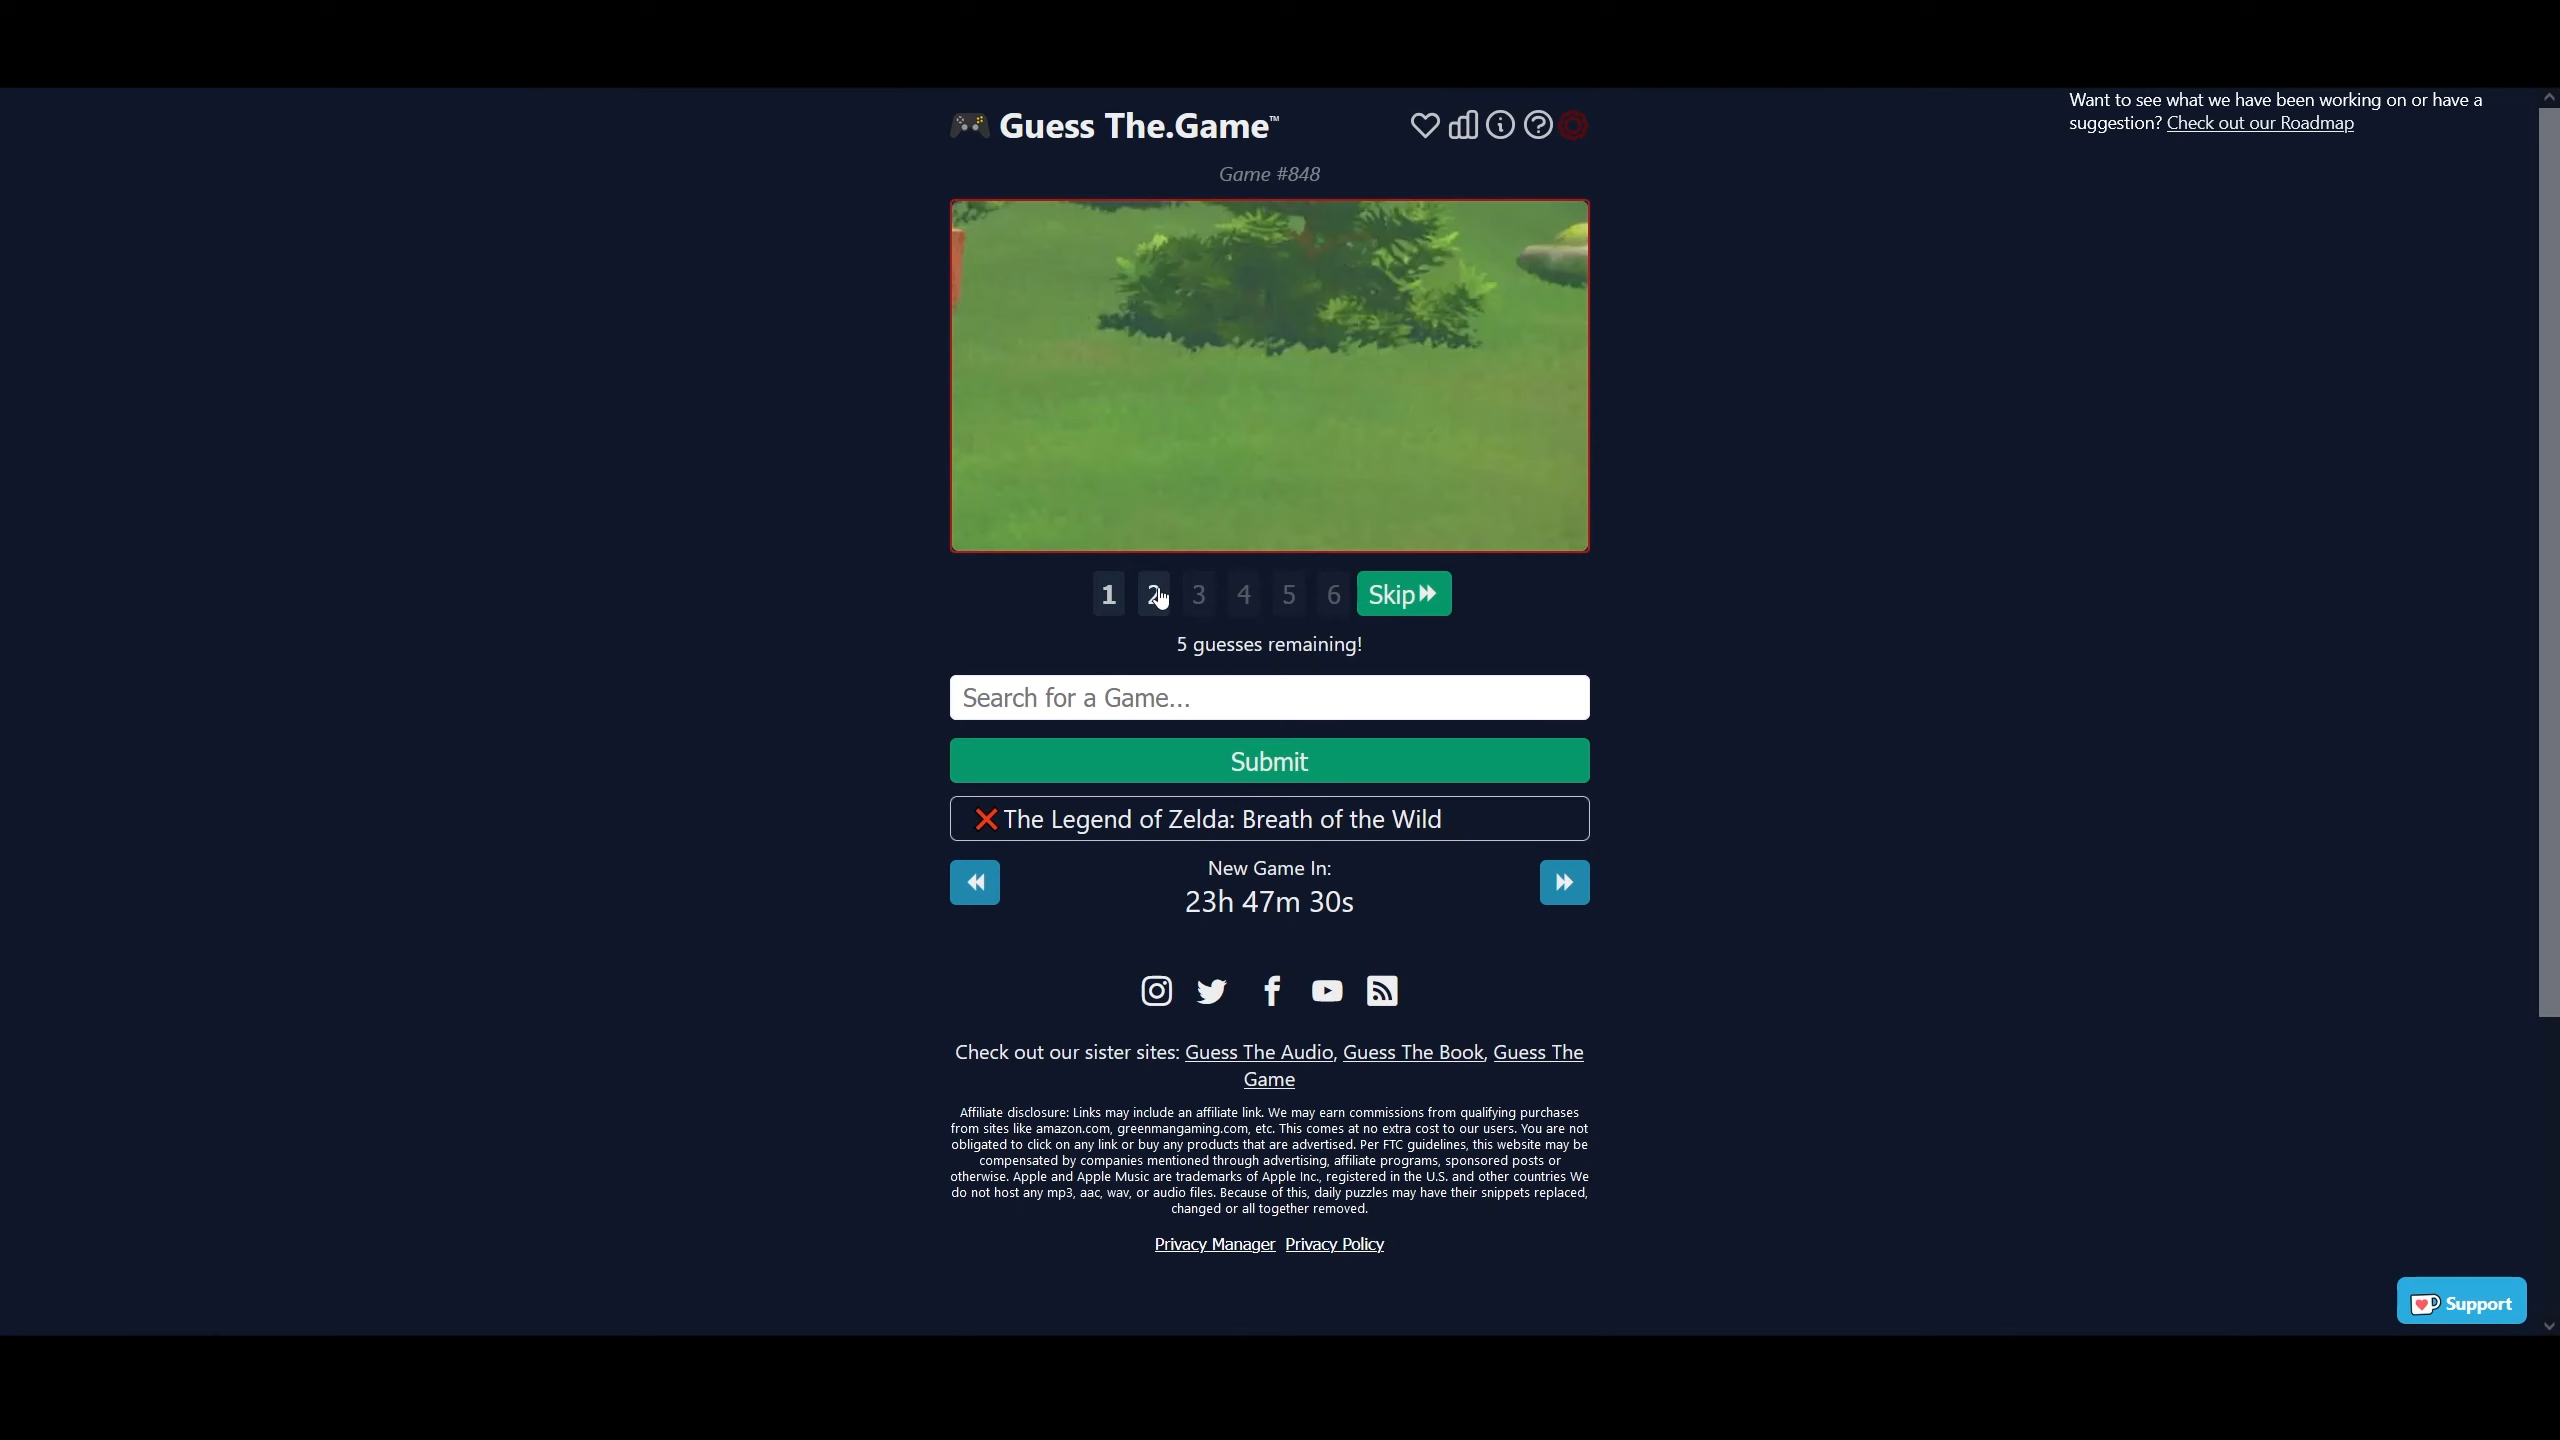 Want to see what we have been working on or have a
suggestion? Check out our Roadmap
Guess The.Game™
Game #848
1 2 3 4 5 6 Skip
5 guesses remaining!
Search for a Game...
Submit
The Legend of Zelda: Breath of the Wild
New Game In:
23h 47m 30s
Check out our sister sites: Guess The Audio, Guess The Book, Guess The
Game
Affiliate disclosure: Links may include an affiliate link. We may earn commissions from qualifying purchases
from sites like amazon.com, greenmangaming.com, etc. This comes at no extra cost to our users. You are not
obligated to click on any link or buy any products that are advertised. Per FTC guidelines, this website may be
compensated by companies mentioned through advertising, affiliate programs, sponsored posts or
otherwise. Apple and Apple Music are trademarks of Apple Inc., registered in the U.S. and other countries We
do not host any mp3, aac, wav, or audio files. Because of this, daily puzzles may have their snippets replaced,
changed or all together removed.
Privacy Manager Privacy Policy
Support